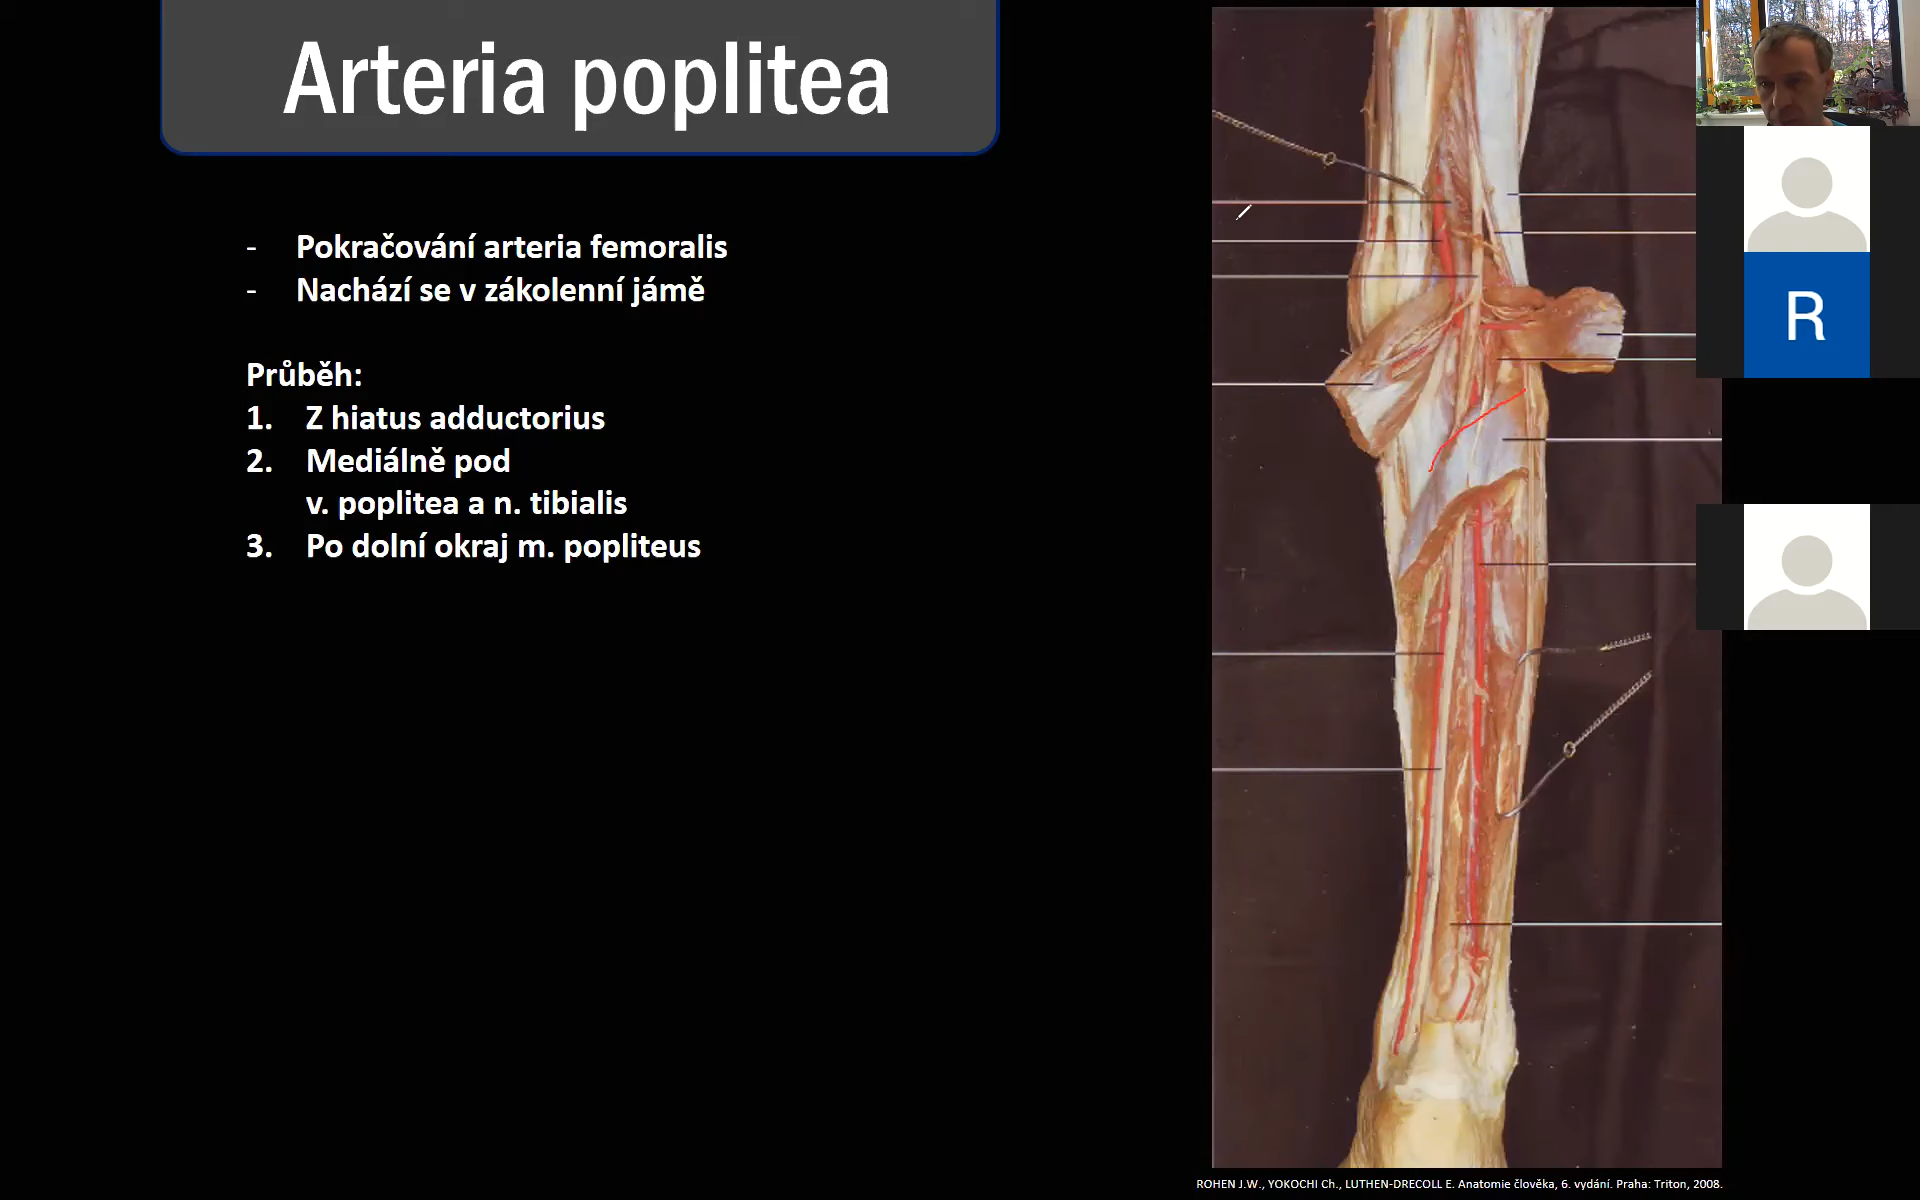 Arteria poplitea
- Pokračování arteria femoralis
- Nachází se v zákolenní jámě
Průběh:
1. Z hiatus adductorius
2. Mediálně pod
v. poplitea a n. tibialis
3. Po dolní okraj m. popliteus
R
ROHEN J.W., YOKOCHI Ch., LUTHEN-DRECOLL E. Anatomie člověka, 6. vydání. Praha: Triton, 2008.